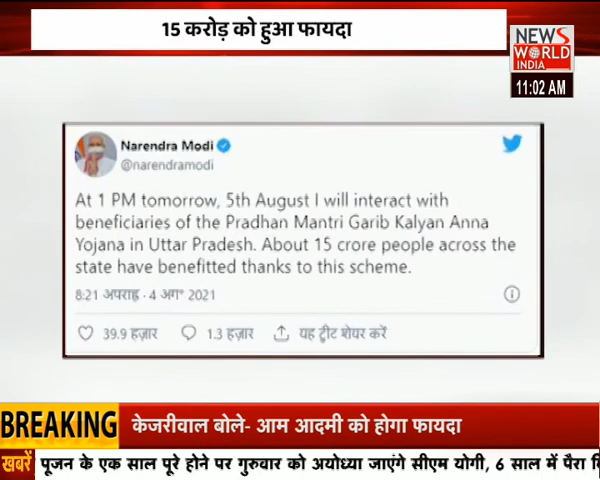 15 करोड़ को हुआ फायदा
NEWS
WORLD
INDIA
11:02 AM
Narendra Modi
@narendramodi
At 1 PM tomorrow, 5th August I will interact with
beneficiaries of the Pradhan Mantri Garib Kalyan Anna
Yojana in Uttar Pradesh. About 15 crore people across the
state have benefitted thanks to this scheme.
8:21 अपराह्न · 4 अग॰ 2021
39.9 हज़ार 1.3 हज़ार यह ट्वीट शेयर करें
BREAKING केजरीवाल बोले- आम आदमी को होगा फायदा
खबरें पूजन के एक साल पूरे होने पर गुरुवार को अयोध्या जाएंगे सीएम योगी, 6 साल में पैरा